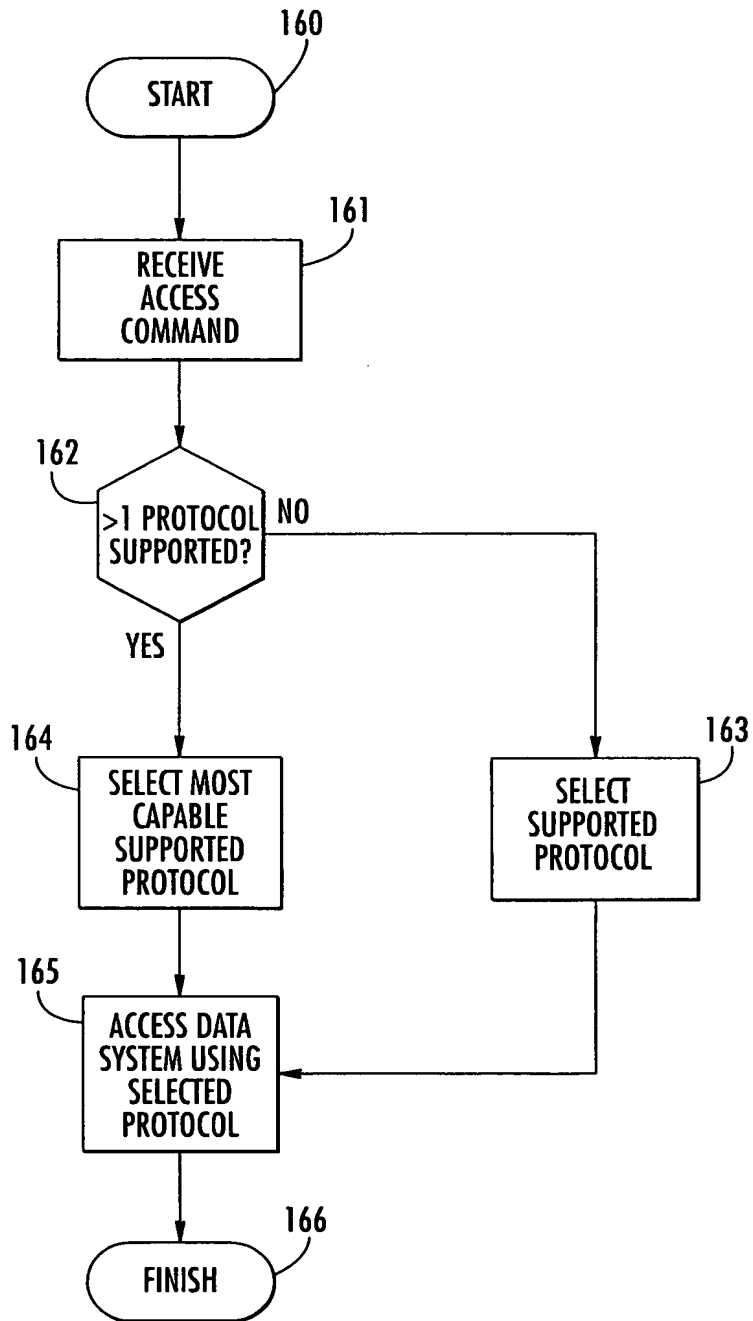 160
START
161
RECEIVE
ACCESS
COMMAND
162
>1 PROTOCOL
SUPPORTED?
NO
YES
164
SELECT MOST
CAPABLE
SUPPORTED
PROTOCOL
163
SELECT
SUPPORTED
PROTOCOL
165
ACCESS DATA
SYSTEM USING
SELECTED
PROTOCOL
166
FINISH